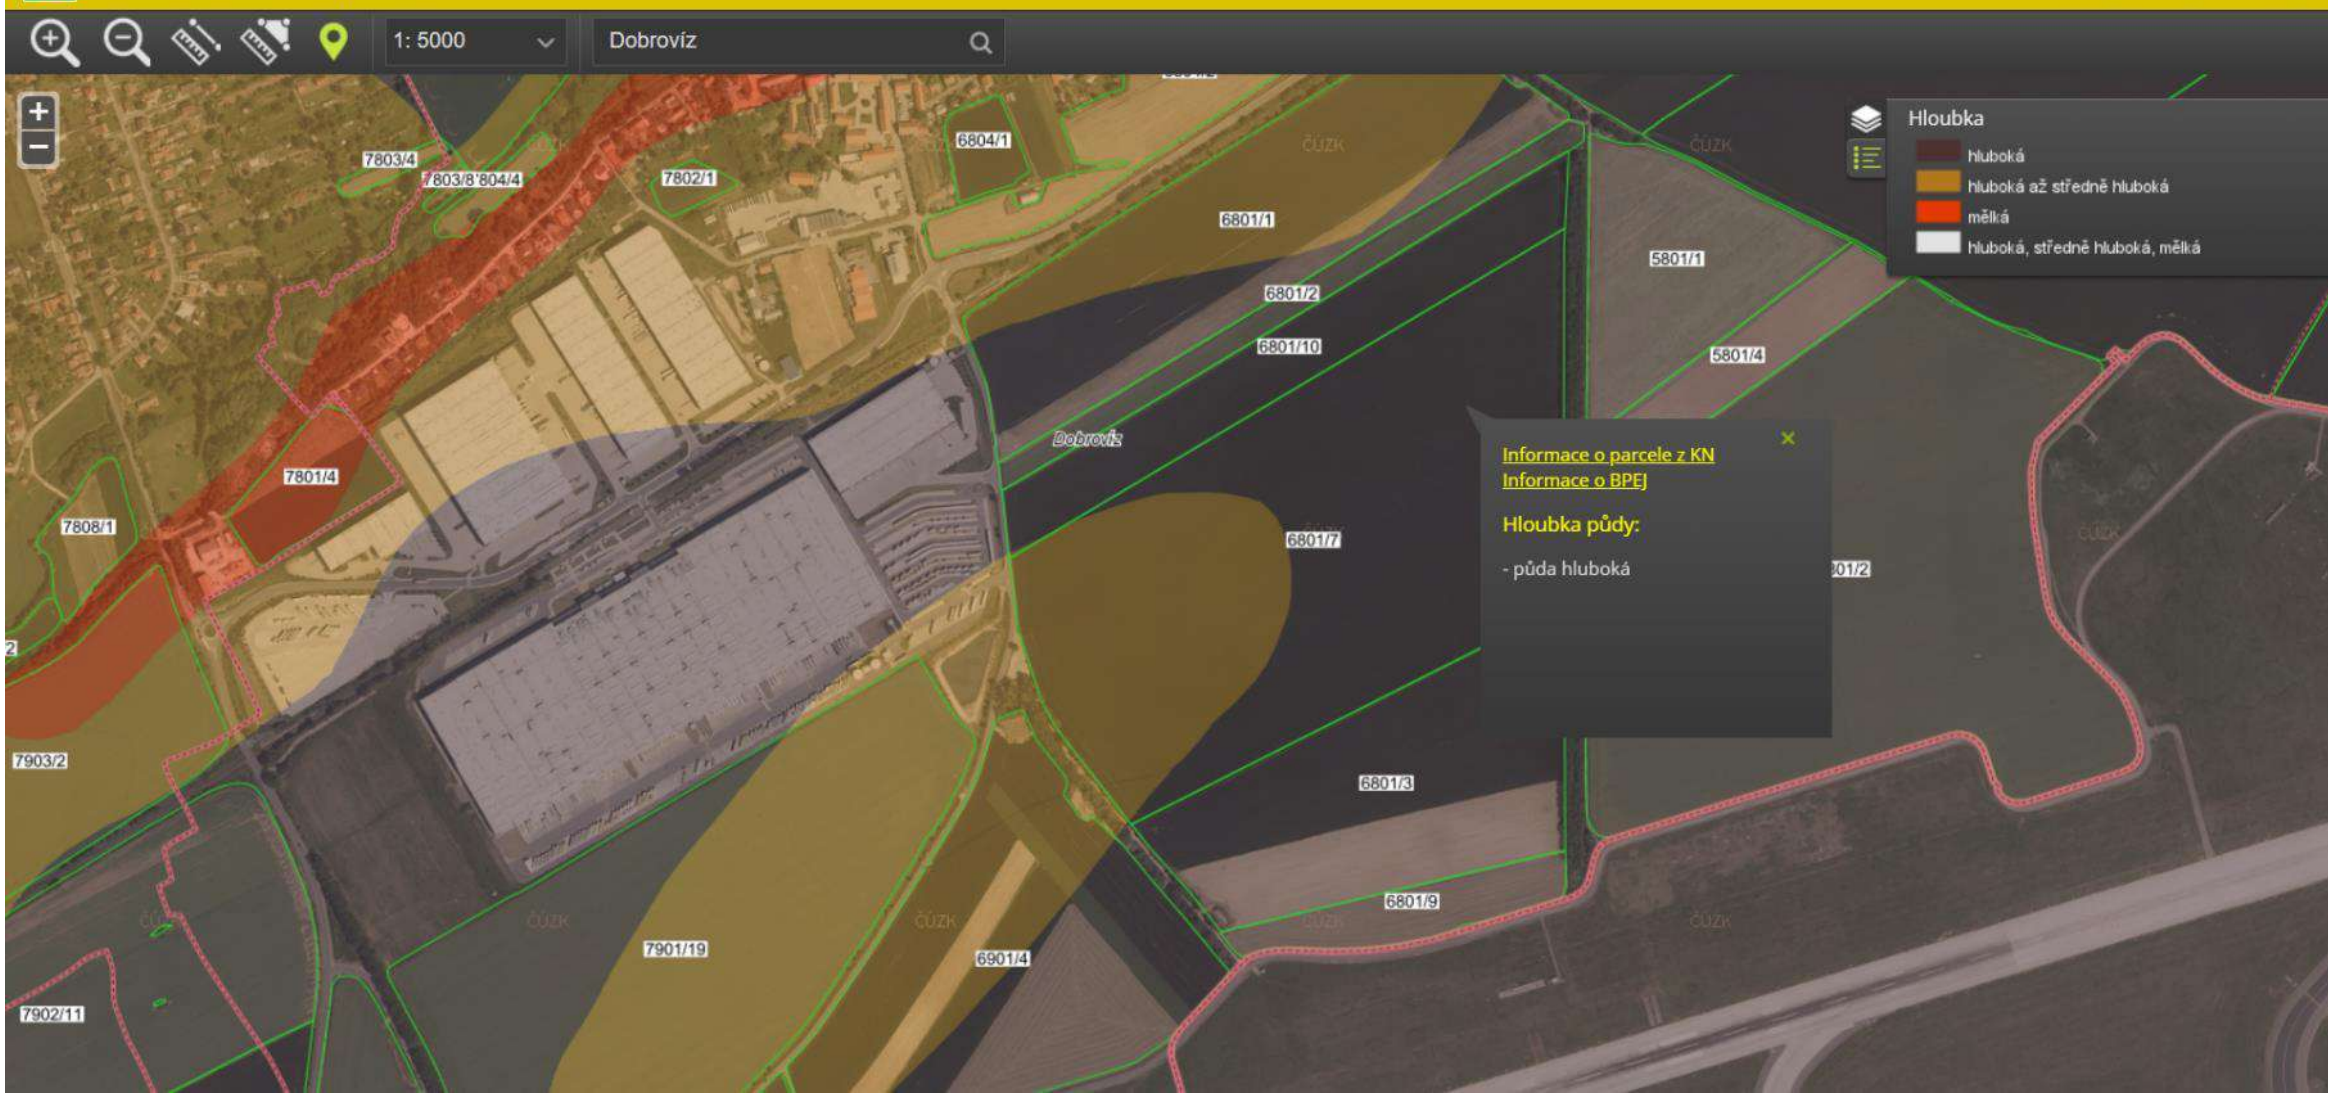 1: 5000
Dobrovíz
+
−
Hloubka
hluboká
hluboká až středně hluboká
mělká
hluboká, středně hluboká, mělká
ČÚZK
ČÚZK
6804/1
7803/4
7803/8
804/4
7802/1
6801/1
5801/1
6801/2
6801/10
5801/4
Dobrovíz
Informace o parcele z KN
Informace o BPEJ
Hloubka půdy:
- půda hluboká
7801/4
7808/1
6801/7
ČÚZK
01/2
2
7903/2
6801/3
6801/9
ČÚZK
ČÚZK
ČÚZK
ČÚZK
7901/19
6901/4
7902/11